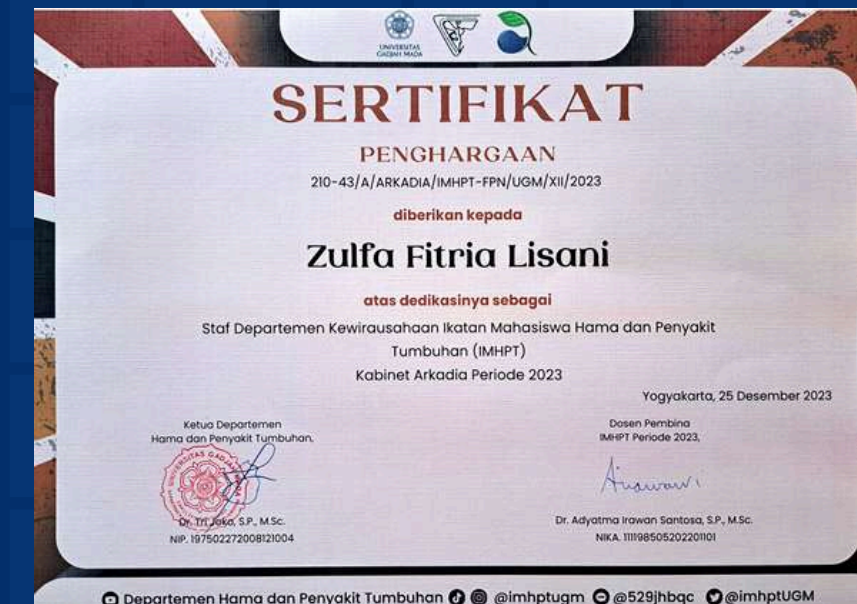 UNIVERSITAS
GADJAH MADA
SERTIFIKAT
PENGHARGAAN
210-43/A/ARKADIA/IMHPT-FPN/UGM/XII/2023
diberikan kepada
Zulfa Fitria Lisani
atas dedikasinya sebagai
Staf Departemen Kewirausahaan Ikatan Mahasiswa Hama dan Penyakit
Tumbuhan (IMHPT)
Kabinet Arkadia Periode 2023
Yogyakarta, 25 Desember 2023
Ketua Departemen
Hama dan Penyakit Tumbuhan,
Dr. Tri Joko, S.P., M.Sc.
NIP. 197502272008121004
Dosen Pembina
IMHPT Periode 2023,
Dr. Adyatma Irawan Santosa, S.P., M.Sc.
NIKA. 111198505202201101
Departemen Hama dan Penyakit Tumbuhan @imhptugm @529jhbqc @imhptUGM